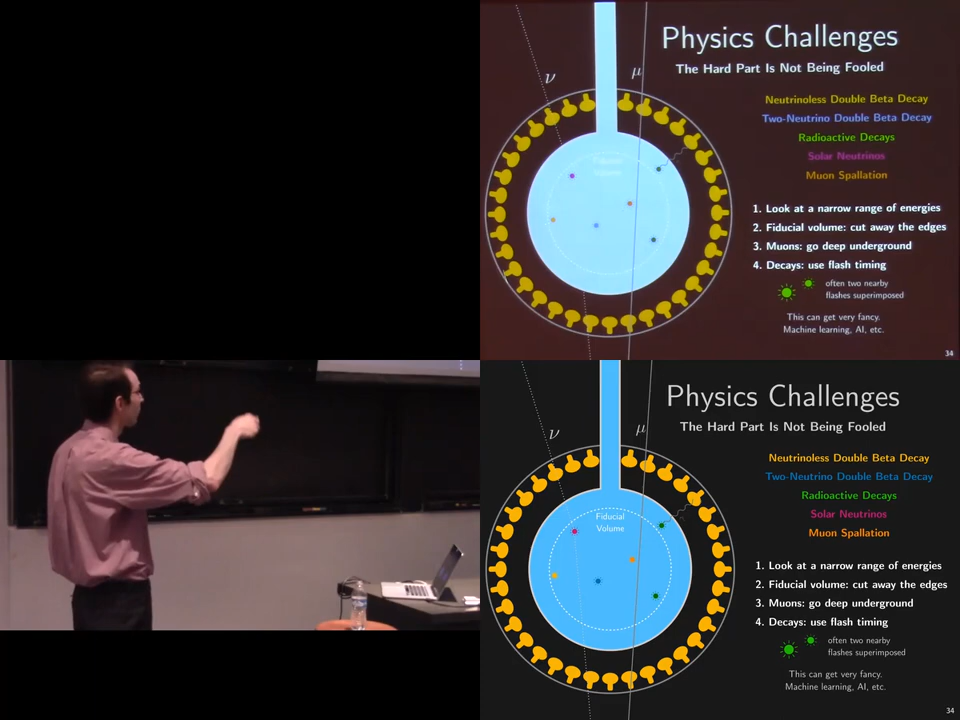 Physics Challenges
The Hard Part Is Not Being Fooled
ν
μ
Neutrinoless Double Beta Decay
Two-Neutrino Double Beta Decay
Radioactive Decays
Solar Neutrinos
Muon Spallation
Fiducial
Volume
1. Look at a narrow range of energies
2. Fiducial volume: cut away the edges
3. Muons: go deep underground
4. Decays: use flash timing
often two nearby
flashes superimposed
This can get very fancy.
Machine learning, AI, etc.
34
Physics Challenges
The Hard Part Is Not Being Fooled
ν
μ
Neutrinoless Double Beta Decay
Two-Neutrino Double Beta Decay
Radioactive Decays
Solar Neutrinos
Muon Spallation
Fiducial
Volume
1. Look at a narrow range of energies
2. Fiducial volume: cut away the edges
3. Muons: go deep underground
4. Decays: use flash timing
often two nearby
flashes superimposed
This can get very fancy.
Machine learning, AI, etc.
34